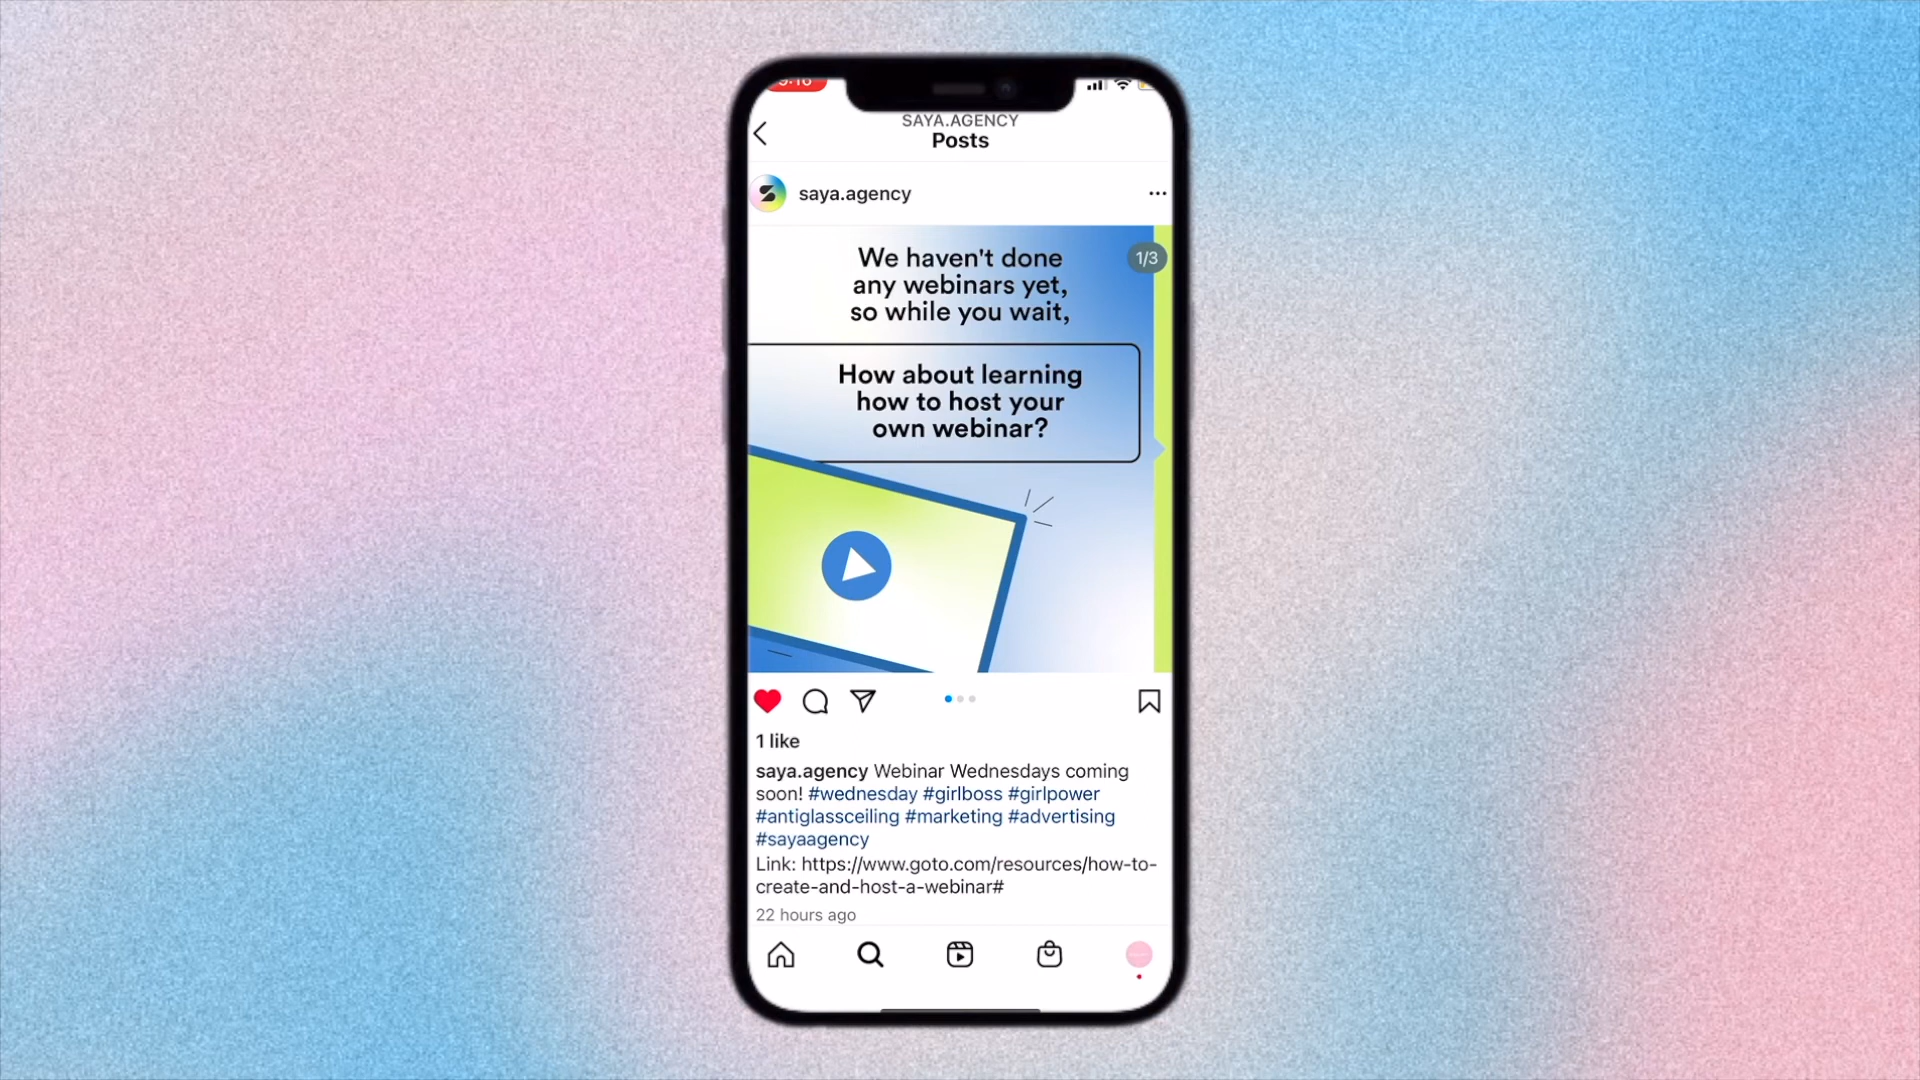 SAYA.AGENCY
Posts
saya.agency
1/3
We haven't done
any webinars yet,
so while you wait,
How about learning
how to host your
own webinar?
1 like
saya.agency Webinar Wednesdays coming
soon! #wednesday #girlboss #girlpower
#antiglassceiling #marketing #advertising
#sayaagency
Link: https://www.goto.com/resources/how-to-
create-and-host-a-webinar#
22 hours ago